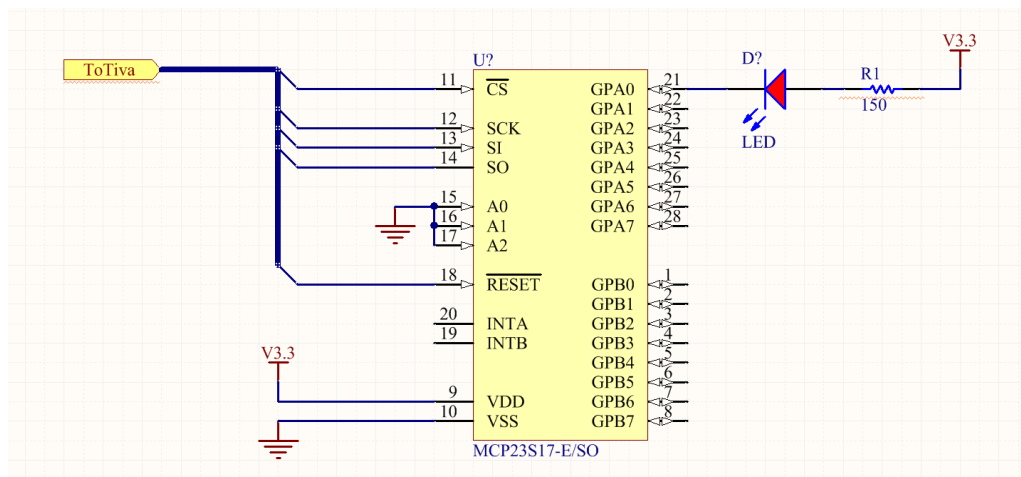 ToTiva
U?
11 CS
12 SCK
13 SI
14 SO
15 A0
16 A1
17 A2
18 RESET
20 INTA
19 INTB
V3.3
9 VDD
10 VSS
GPA0 21
GPA1 22
GPA2 23
GPA3 24
GPA4 25
GPA5 26
GPA6 27
GPA7 28
GPB0 1
GPB1 2
GPB2 3
GPB3 4
GPB4 5
GPB5 6
GPB6 7
GPB7 8
MCP23S17-E/SO
D?
LED
R1
150
V3.3